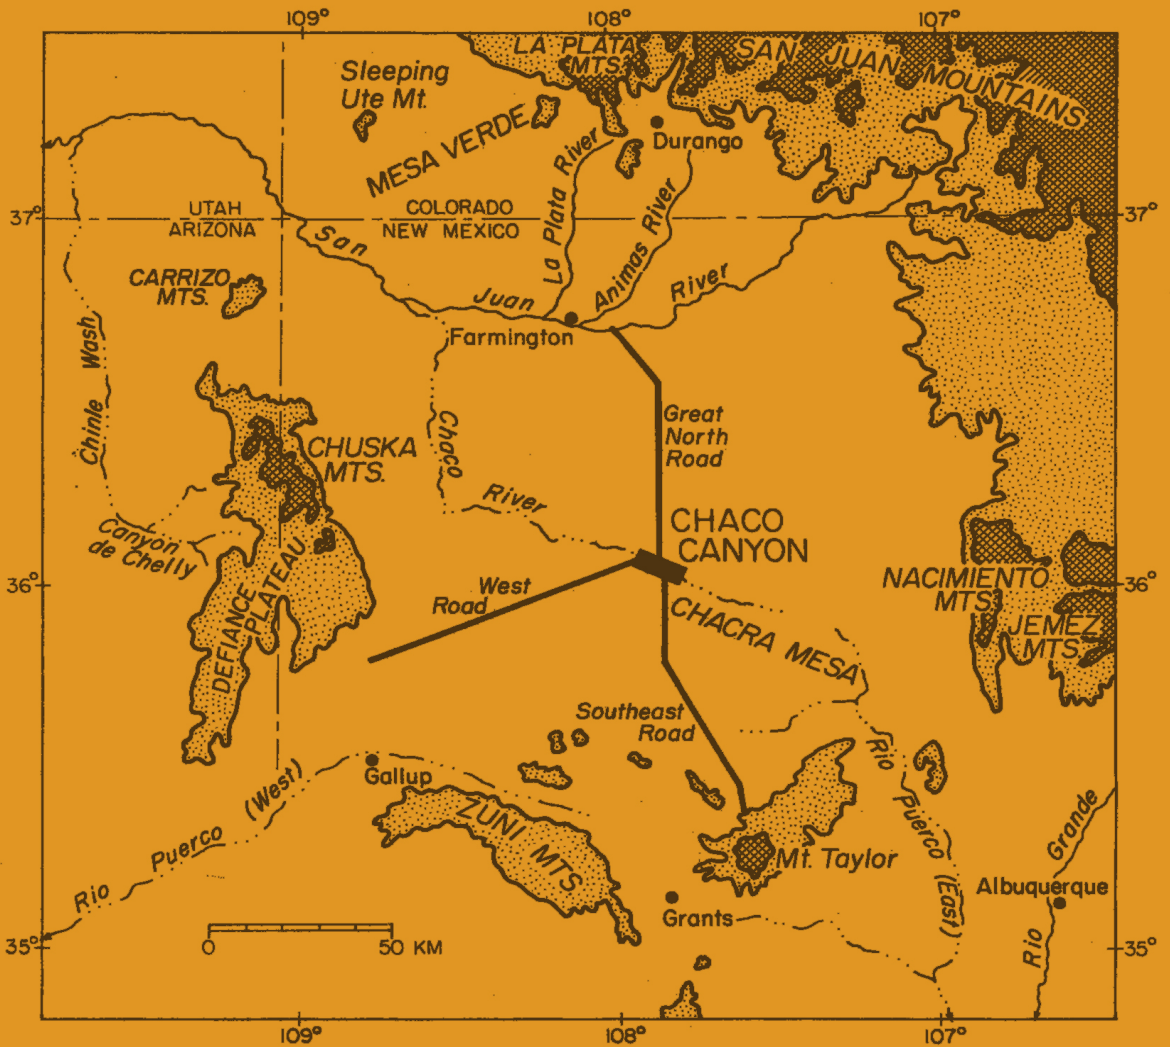 109°
108°
107°
LA PLATA
MTS.
SAN JUAN MOUNTAINS
Sleeping
Ute Mt.
MESA VERDE
Durango
La Plata River
Animas River
37°
37°
UTAH
ARIZONA
COLORADO
NEW MEXICO
San Juan River
CARRIZO
MTS.
Farmington
Chinle Wash
Great
North
Road
CHUSKA
MTS.
Chaco River
CHACO
CANYON
Canyon
de Chelly
DEFIANCE
PLATEAU
36°
36°
West
Road
NACIMIENTO
MTS.
JEMEZ
MTS.
CHACRA MESA
Southeast
Road
Gallup
Rio Puerco (West)
ZUNI
MTS
Rio Puerco (East)
Mt. Taylor
Rio Grande
Albuquerque
Grants
35°
35°
0 50 KM
109°
108°
107°